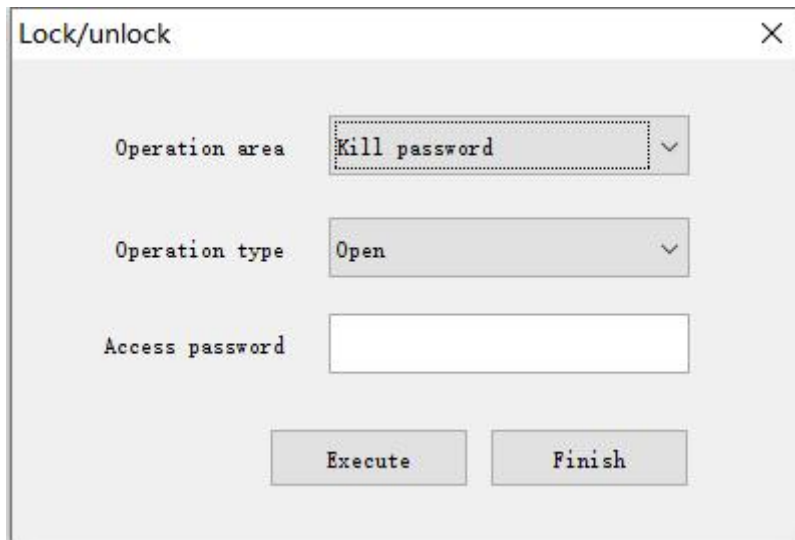 Lock/unlock
Operation area Kill password
Operation type Open
Access password
Execute Finish